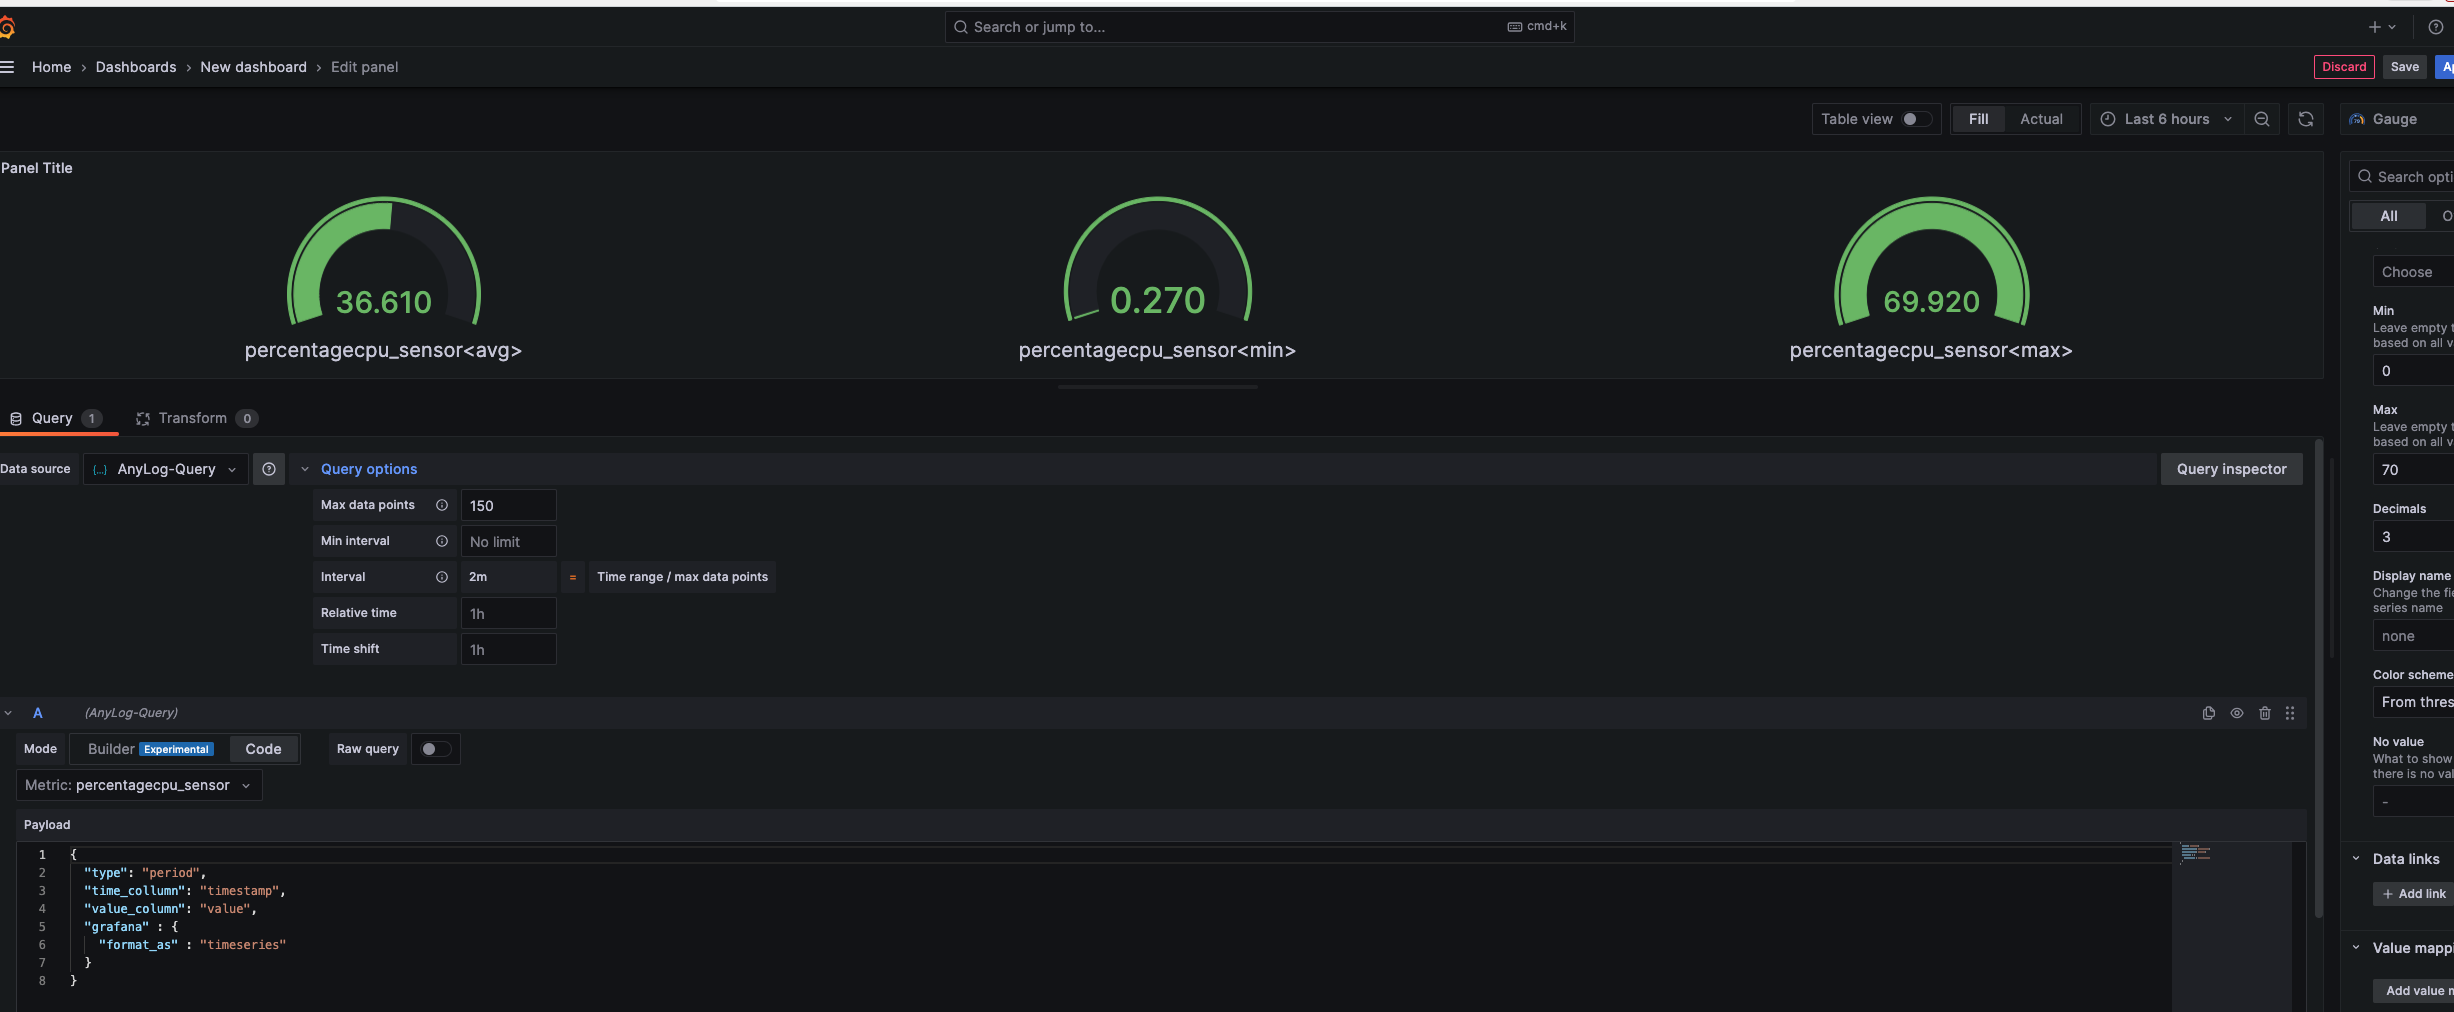 Search or jump to...
cmd+k
Home › Dashboards › New dashboard › Edit panel
Discard
Save
Table view
Fill
Actual
Last 6 hours
Gauge
Panel Title
Search opti
All
36.610
percentagecpu_sensor<avg>
0.270
percentagecpu_sensor<min>
69.920
percentagecpu_sensor<max>
Choose
Min
Leave empty t
based on all v
0
Max
Leave empty t
based on all v
70
Decimals
3
Display name
Change the fie
series name
none
Color scheme
From thres
No value
What to show
there is no val
-
Data links
+ Add link
Value mappi
Add value m
Query 1
Transform 0
Data source
{...} AnyLog-Query
Query options
Query inspector
Max data points
150
Min interval
No limit
Interval
2m
=
Time range / max data points
Relative time
1h
Time shift
1h
A
(AnyLog-Query)
Mode
Builder
Experimental
Code
Raw query
Metric: percentagecpu_sensor
Payload
1 {
2 "type": "period",
3 "time_collumn": "timestamp",
4 "value_column": "value",
5 "grafana" : {
6 "format_as" : "timeseries"
7 }
8 }